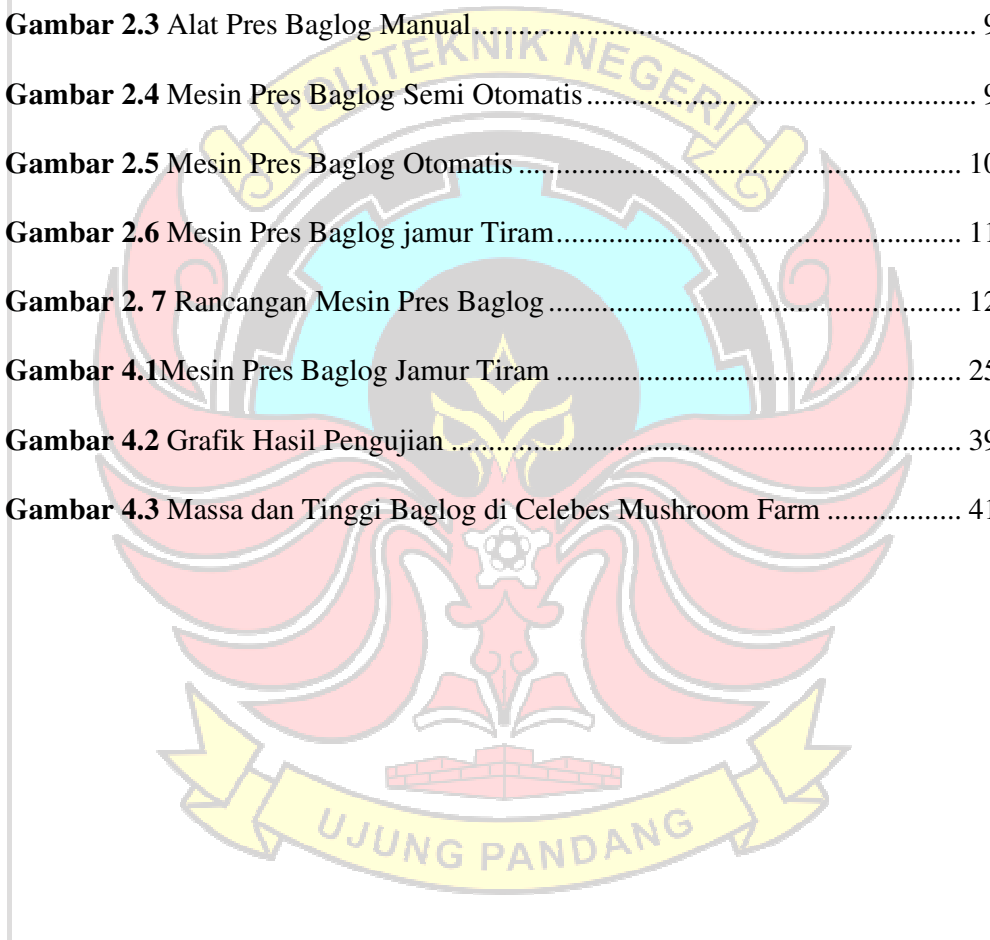 Gambar 2.3 Alat Pres Baglog Manual............................................................... 9
Gambar 2.4 Mesin Pres Baglog Semi Otomatis................................................. 9
Gambar 2.5 Mesin Pres Baglog Otomatis ........................................................ 10
Gambar 2.6 Mesin Pres Baglog jamur Tiram................................................... 11
Gambar 2. 7 Rancangan Mesin Pres Baglog .................................................... 12
Gambar 4.1Mesin Pres Baglog Jamur Tiram ................................................... 25
Gambar 4.2 Grafik Hasil Pengujian ................................................................ 39
Gambar 4.3 Massa dan Tinggi Baglog di Celebes Mushroom Farm ................. 41
POLITEKNIK NEGERI
UJUNG PANDANG